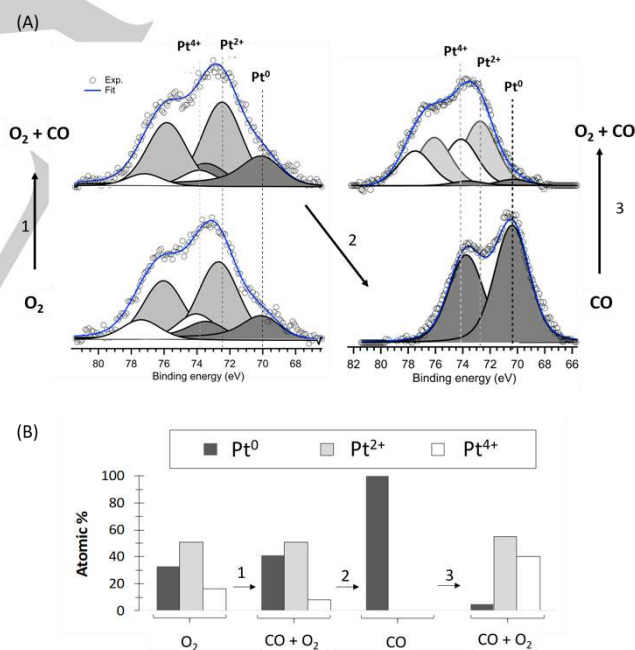 (A)
Pt4+
Pt2+
Pt0
Exp.
Fit
O2 + CO
1
O2
80 78 76 74 72 70 68
Binding energy (eV)
2
Pt4+
Pt2+
Pt0
O2 + CO
3
CO
82 80 78 76 74 72 70 68 66
Binding energy (eV)
(B)
Pt0 Pt2+ Pt4+
Atomic %
100
80
60
40
20
0
1 2 3
O2 CO + O2 CO CO + O2